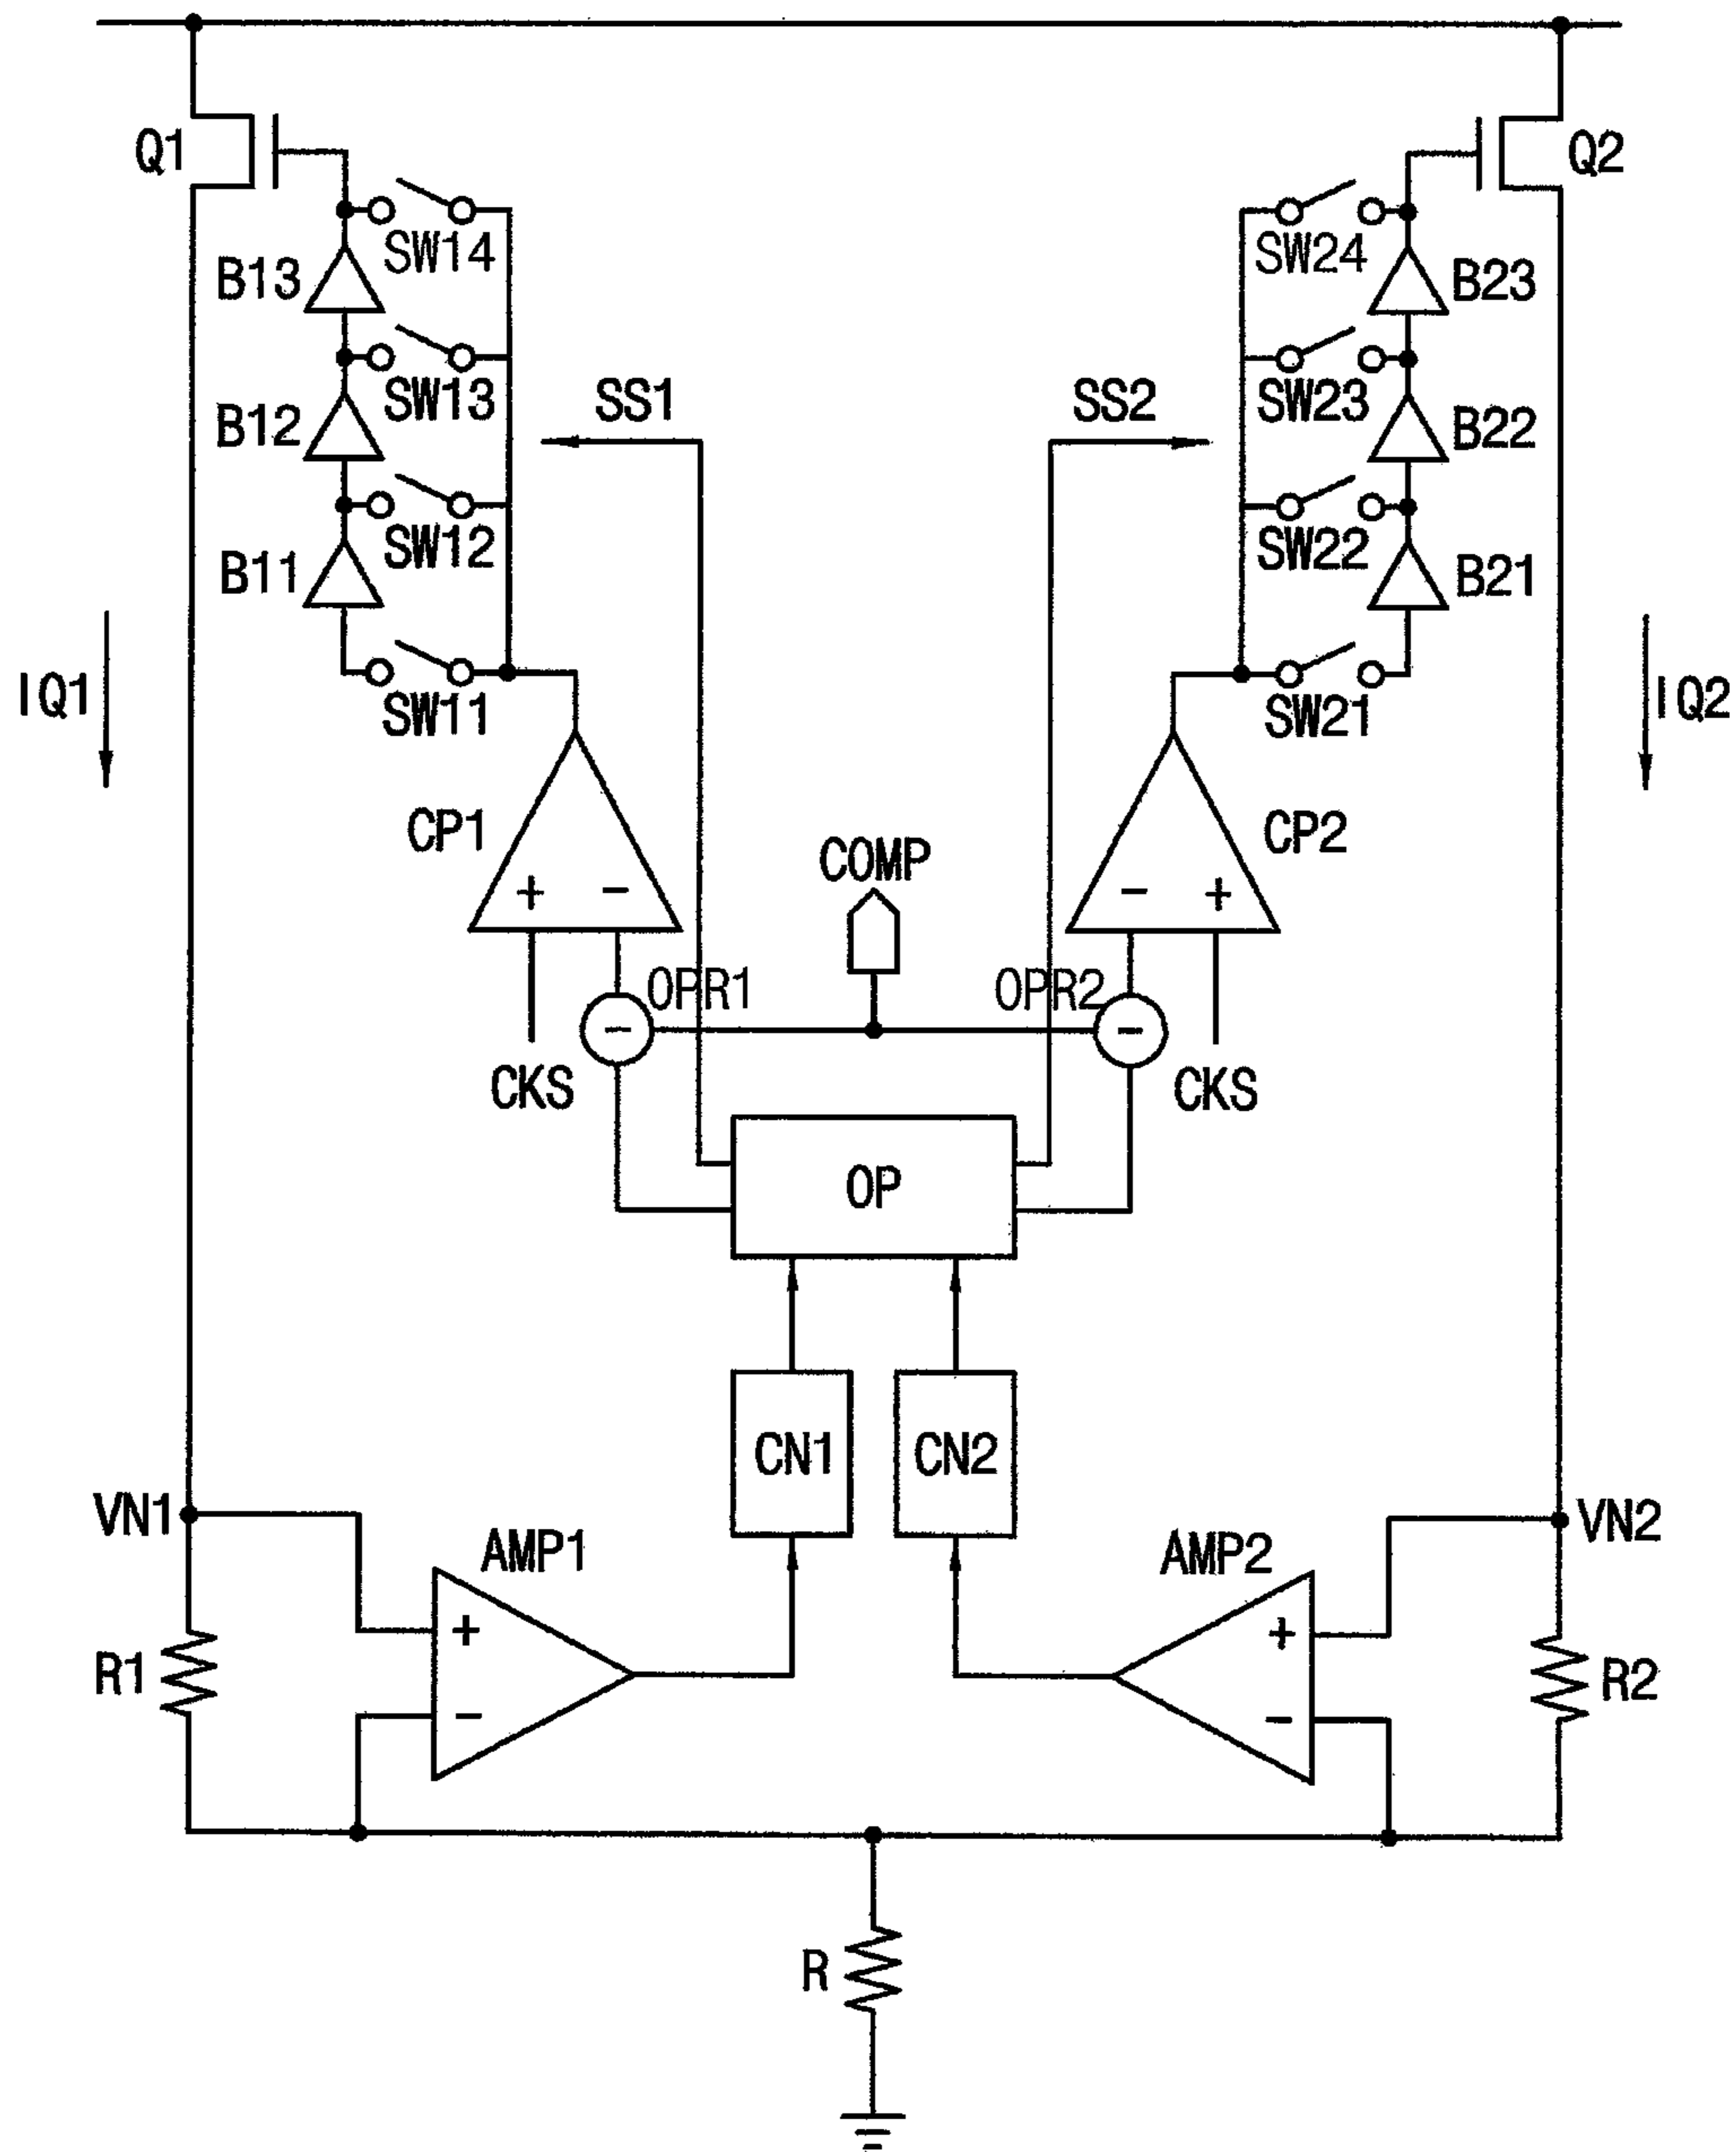 Q1
Q2
SW14
SW24
B13
B23
SW13
SW23
SS1
SS2
B12
B22
SW12
SW22
B11
B21
IQ1
IQ2
SW11
SW21
CP1
CP2
COMP
+ −
− +
OPR1
OPR2
−
−
CKS
CKS
OP
CN1
CN2
VN1
VN2
AMP1
AMP2
+
+
R1
R2
−
−
R